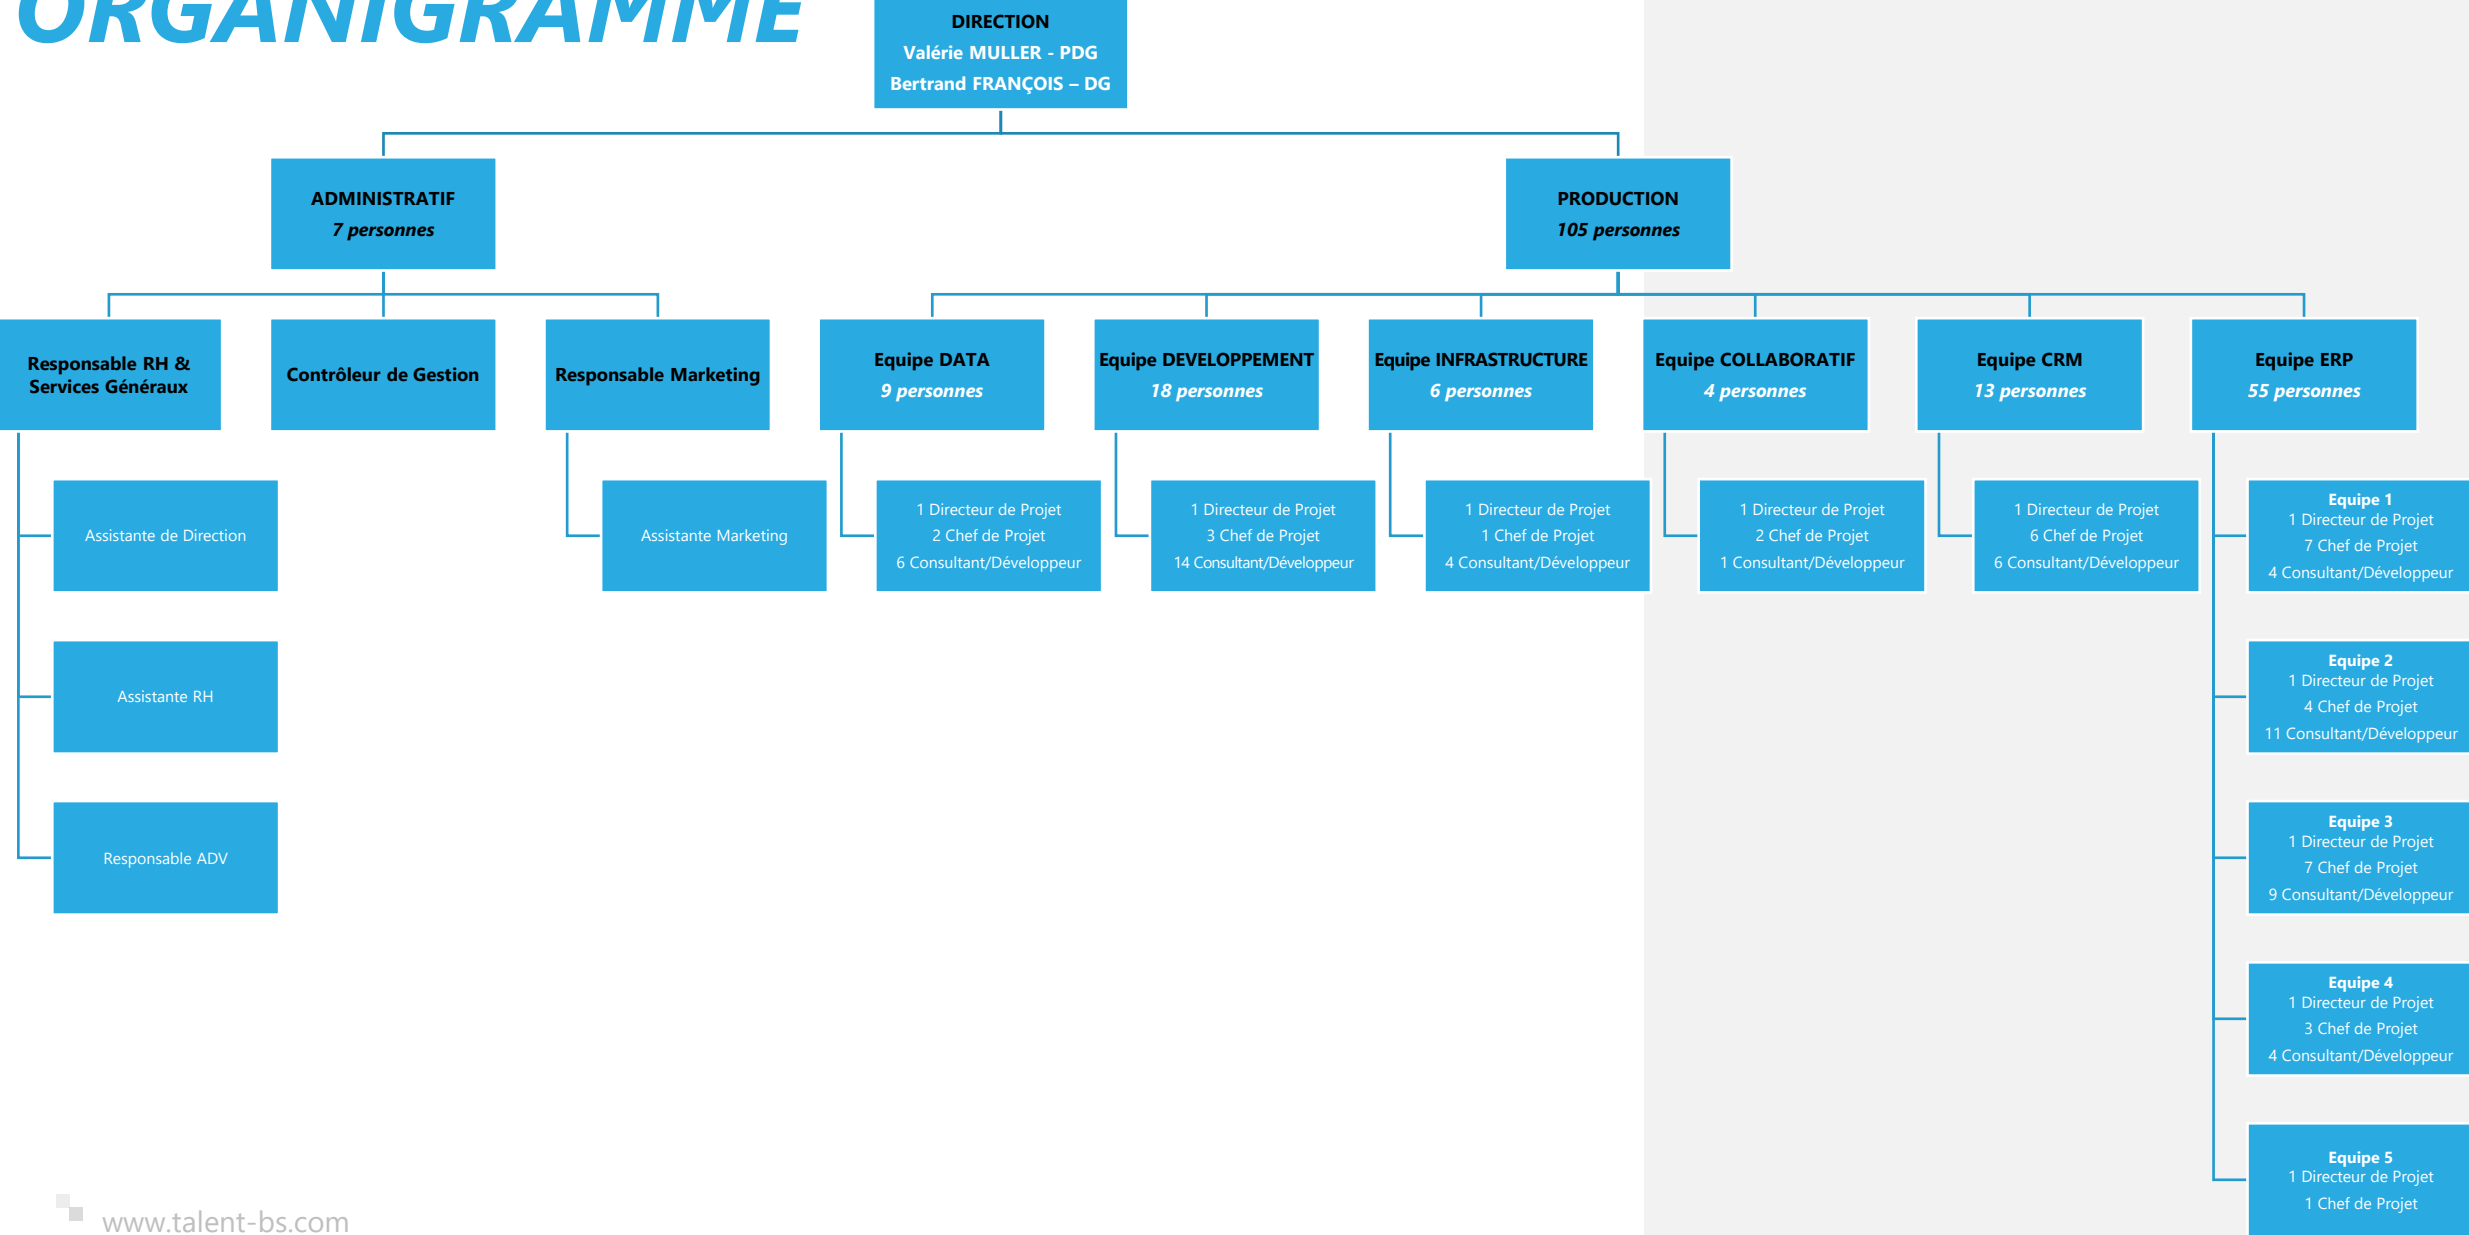 ORGANIGRAMME
DIRECTION
Valérie MULLER - PDG
Bertrand FRANÇOIS – DG
ADMINISTRATIF
7 personnes
PRODUCTION
105 personnes
Responsable RH &
Services Généraux
Contrôleur de Gestion
Responsable Marketing
Equipe DATA
9 personnes
Equipe DEVELOPPEMENT
18 personnes
Equipe INFRASTRUCTURE
6 personnes
Equipe COLLABORATIF
4 personnes
Equipe CRM
13 personnes
Equipe ERP
55 personnes
Assistante de Direction
Assistante RH
Responsable ADV
Assistante Marketing
1 Directeur de Projet
2 Chef de Projet
6 Consultant/Développeur
1 Directeur de Projet
3 Chef de Projet
14 Consultant/Développeur
1 Directeur de Projet
1 Chef de Projet
4 Consultant/Développeur
1 Directeur de Projet
2 Chef de Projet
1 Consultant/Développeur
1 Directeur de Projet
6 Chef de Projet
6 Consultant/Développeur
Equipe 1
1 Directeur de Projet
7 Chef de Projet
4 Consultant/Développeur
Equipe 2
1 Directeur de Projet
4 Chef de Projet
11 Consultant/Développeur
Equipe 3
1 Directeur de Projet
7 Chef de Projet
9 Consultant/Développeur
Equipe 4
1 Directeur de Projet
3 Chef de Projet
4 Consultant/Développeur
Equipe 5
1 Directeur de Projet
1 Chef de Projet
www.talent-bs.com